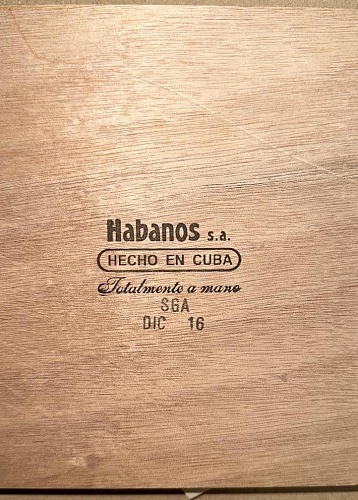 Habanos s.a.
HECHO EN CUBA
Totalmente a mano
SGA
DIC 16